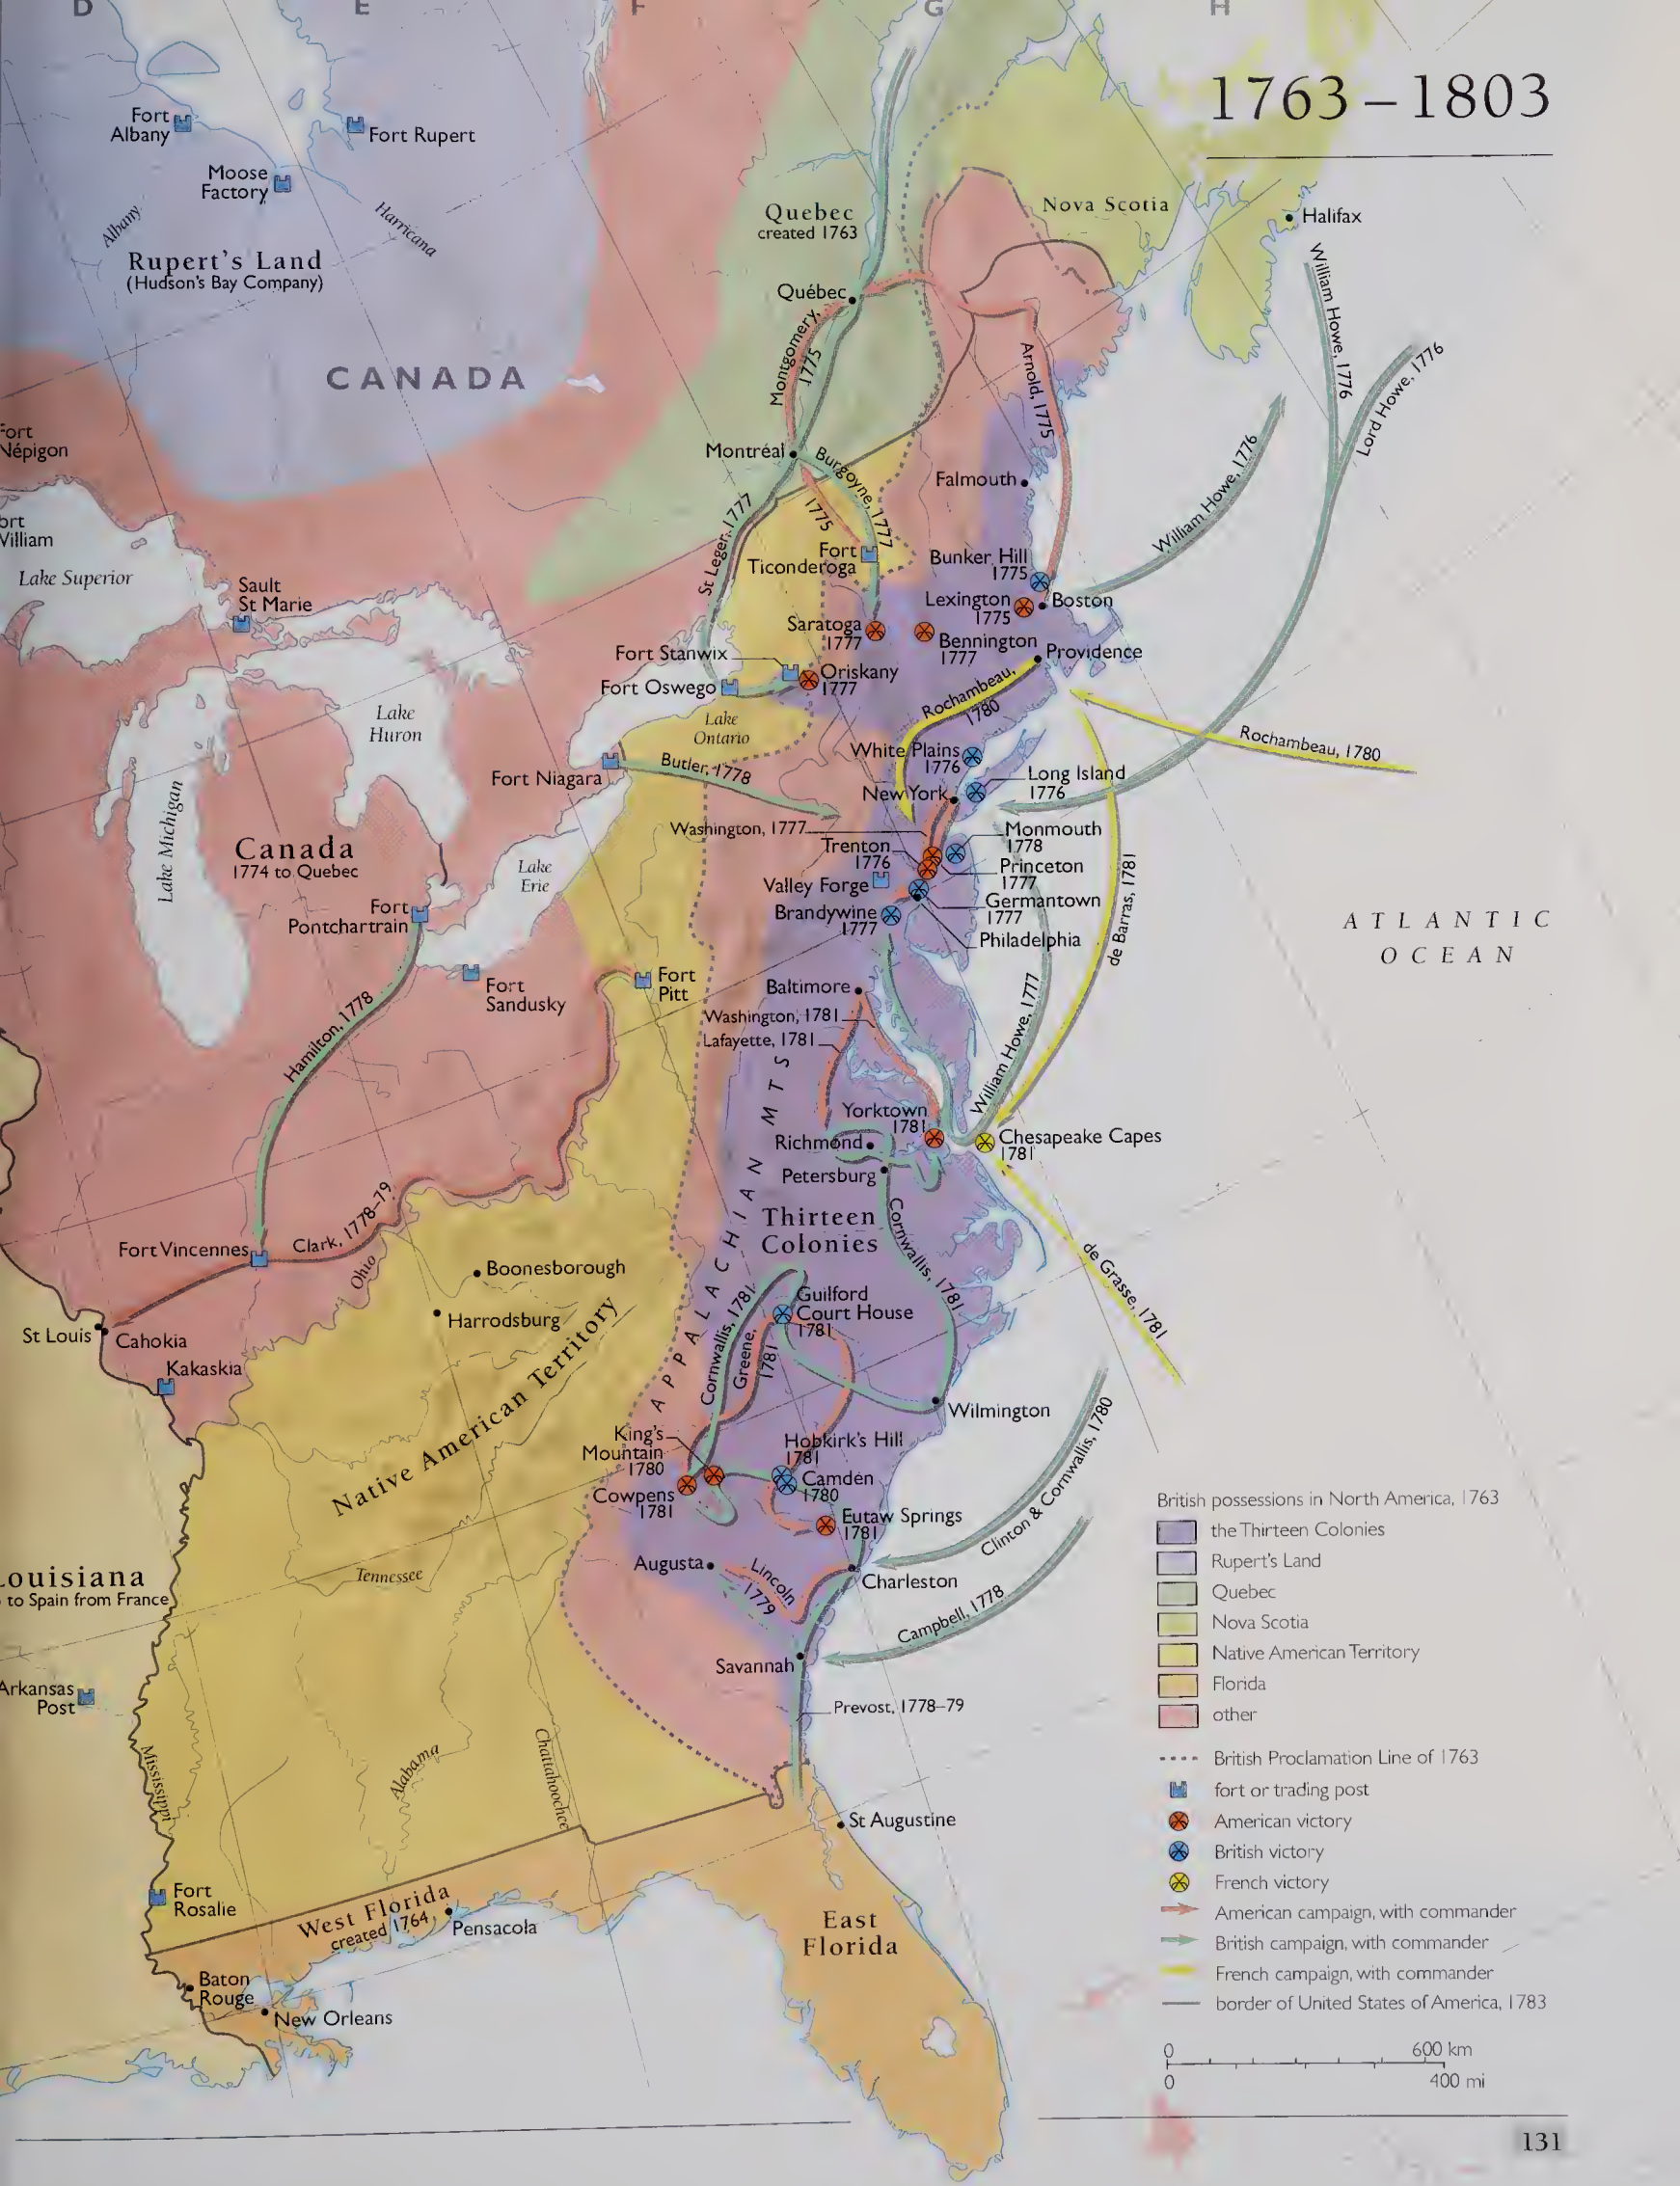 D
E
F
G
H
1763–1803
Fort
Albany
Fort Rupert
Moose
Factory
Albany
Harricana
Rupert's Land
(Hudson's Bay Company)
Quebec
created 1763
Nova Scotia
Halifax
Québec
William Howe, 1776
Lord Howe, 1776
Montgomery,
1775
Arnold, 1775
CANADA
Montréal
Burgoyne, 1777
Falmouth
William Howe, 1776
1775
St Leger, 1777
Népigon
William
Lake Superior
Fort
Ticonderoga
Bunker Hill
1775
Sault
St Marie
Lexington
1775
Boston
Saratoga
1777
Bennington
1777
Providence
Fort Stanwix
Oriskany
1777
Fort Oswego
Rochambeau,
1780
Lake
Huron
Lake
Ontario
Rochambeau, 1780
White Plains
1776
Butler, 1778
Fort Niagara
Long Island
1776
New York
Lake Michigan
Washington, 1777
Monmouth
1778
Trenton
1776
Princeton
1777
Canada
1774 to Quebec
Lake
Erie
Valley Forge
Germantown
1777
Brandywine
1777
Philadelphia
de Barras, 1781
ATLANTIC
OCEAN
Fort
Pontchartrain
Fort
Sandusky
Fort
Pitt
Baltimore
Washington, 1781
Lafayette, 1781
William Howe, 1777
Hamilton, 1778
Yorktown
1781
Chesapeake Capes
1781
Richmond
Petersburg
APPALACHIAN MTS
Thirteen
Colonies
Cornwallis, 1781
de Grasse, 1781
Fort Vincennes
Clark, 1778–79
Ohio
Boonesborough
Harrodsburg
St Louis
Cahokia
Kakaskia
Guilford
Court House
1781
Cornwallis, 1781
Greene,
1781
Native American Territory
Wilmington
King's
Mountain
1780
Hobkirk's Hill
1781
Camden
1780
Cowpens
1781
Eutaw Springs
1781
Clinton & Cornwallis, 1780
Augusta
Lincoln
1779
Charleston
Campbell, 1778
Louisiana
to Spain from France
Tennessee
Savannah
Arkansas
Post
Prevost, 1778–79
Mississippi
Alabama
Chattahoochee
St Augustine
Fort
Rosalie
West Florida
created 1764
Pensacola
East
Florida
Baton
Rouge
New Orleans
British possessions in North America, 1763
the Thirteen Colonies
Rupert's Land
Quebec
Nova Scotia
Native American Territory
Florida
other
British Proclamation Line of 1763
fort or trading post
American victory
British victory
French victory
American campaign, with commander
British campaign, with commander
French campaign, with commander
border of United States of America, 1783
0 600 km
0 400 mi
131